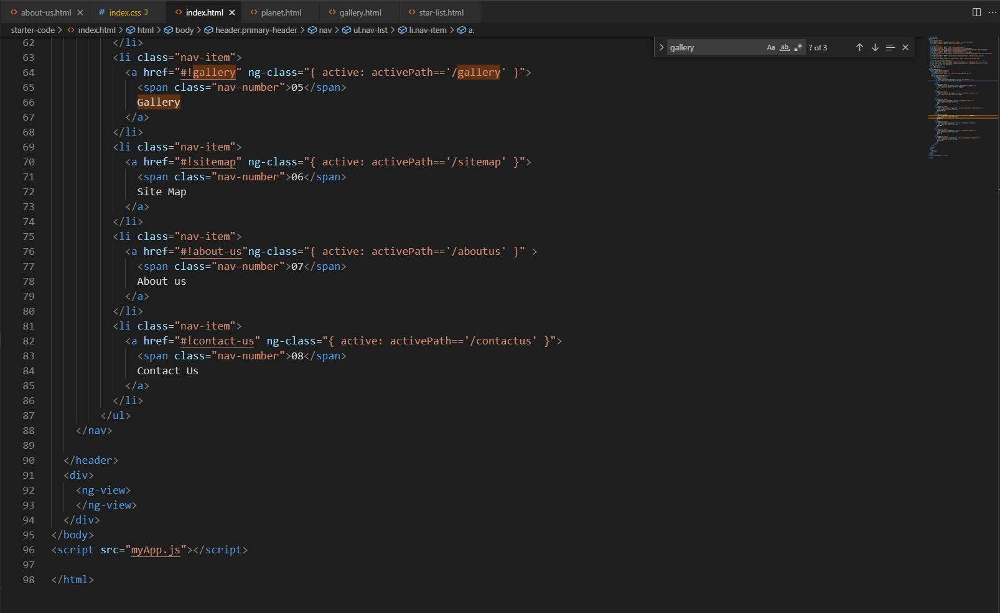 about-us.html
index.css 3
index.html
planet.html
gallery.html
star-list.html
starter-code > index.html > html > body > header.primary-header > nav > ul.nav-list > li.nav-item > a.
gallery Aa ab .* ? of 3
62 </li>
63 <li class="nav-item">
64 <a href="#!gallery" ng-class="{ active: activePath=='/gallery' }">
65 <span class="nav-number">05</span>
66 Gallery
67 </a>
68 </li>
69 <li class="nav-item">
70 <a href="#!sitemap" ng-class="{ active: activePath=='/sitemap' }">
71 <span class="nav-number">06</span>
72 Site Map
73 </a>
74 </li>
75 <li class="nav-item">
76 <a href="#!about-us"ng-class="{ active: activePath=='/aboutus' }" >
77 <span class="nav-number">07</span>
78 About us
79 </a>
80 </li>
81 <li class="nav-item">
82 <a href="#!contact-us" ng-class="{ active: activePath=='/contactus' }">
83 <span class="nav-number">08</span>
84 Contact Us
85 </a>
86 </li>
87 </ul>
88 </nav>
89
90 </header>
91 <div>
92 <ng-view>
93 </ng-view>
94 </div>
95 </body>
96 <script src="myApp.js"></script>
97
98 </html>